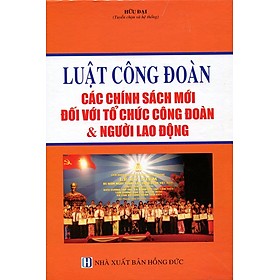 HỮU ĐẠI
(Tuyển chọn và hệ thống)
LUẬT CÔNG ĐOÀN
CÁC CHÍNH SÁCH MỚI
ĐỐI VỚI TỔ CHỨC CÔNG ĐOÀN
& NGƯỜI LAO ĐỘNG
NHÀ XUẤT BẢN HỒNG ĐỨC